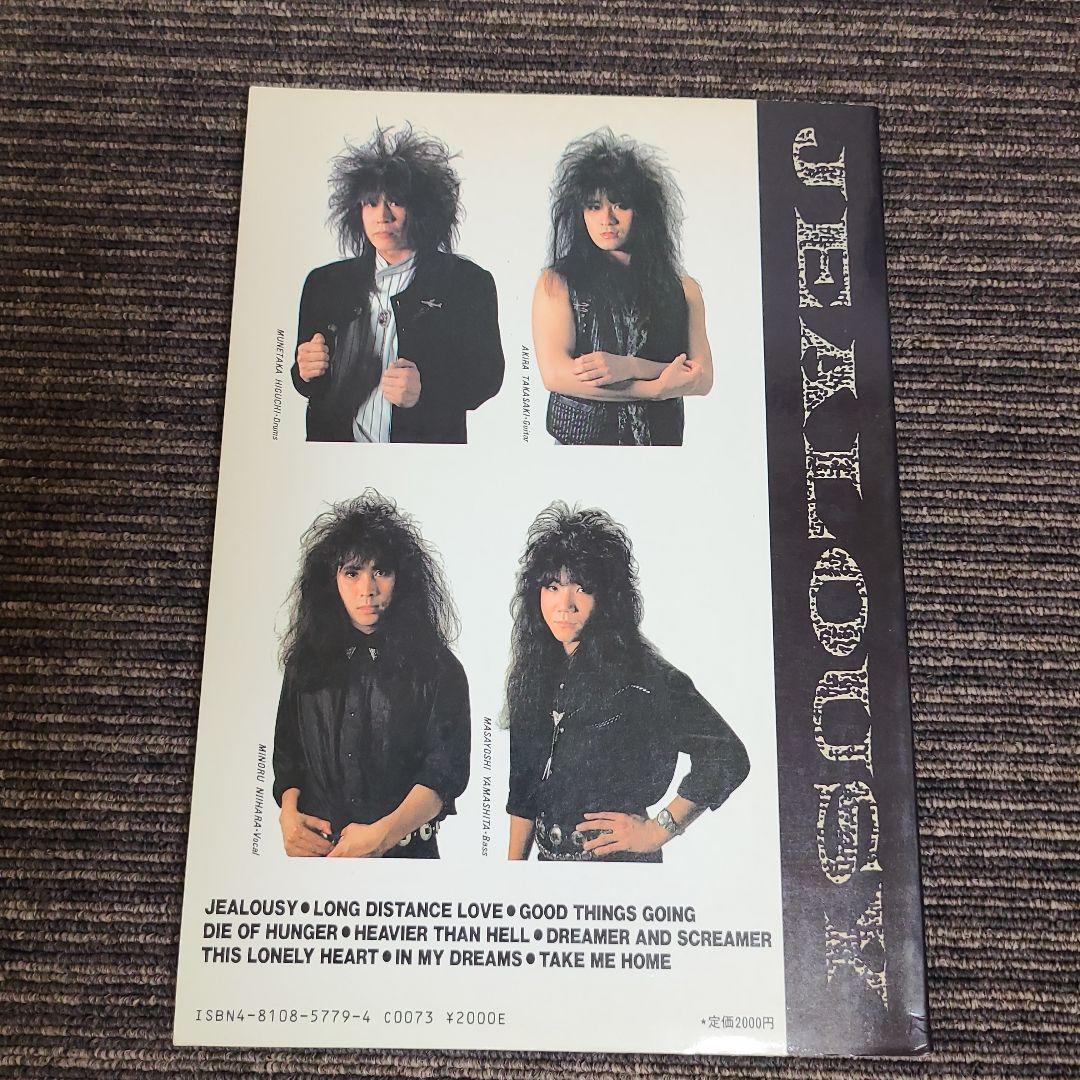 JEALOUSY
MUNETAKA HIGUCHI•Drums
AKIRA TAKASAKI•Guitar
MINORU NIIHARA•Vocal
MASAYOSHI YAMASHITA•Bass
JEALOUSY●LONG DISTANCE LOVE●GOOD THINGS GOING
DIE OF HUNGER●HEAVIER THAN HELL●DREAMER AND SCREAMER
THIS LONELY HEART●IN MY DREAMS●TAKE ME HOME
ISBN4-8108-5779-4 C0073 ¥2000E
★定価2000円